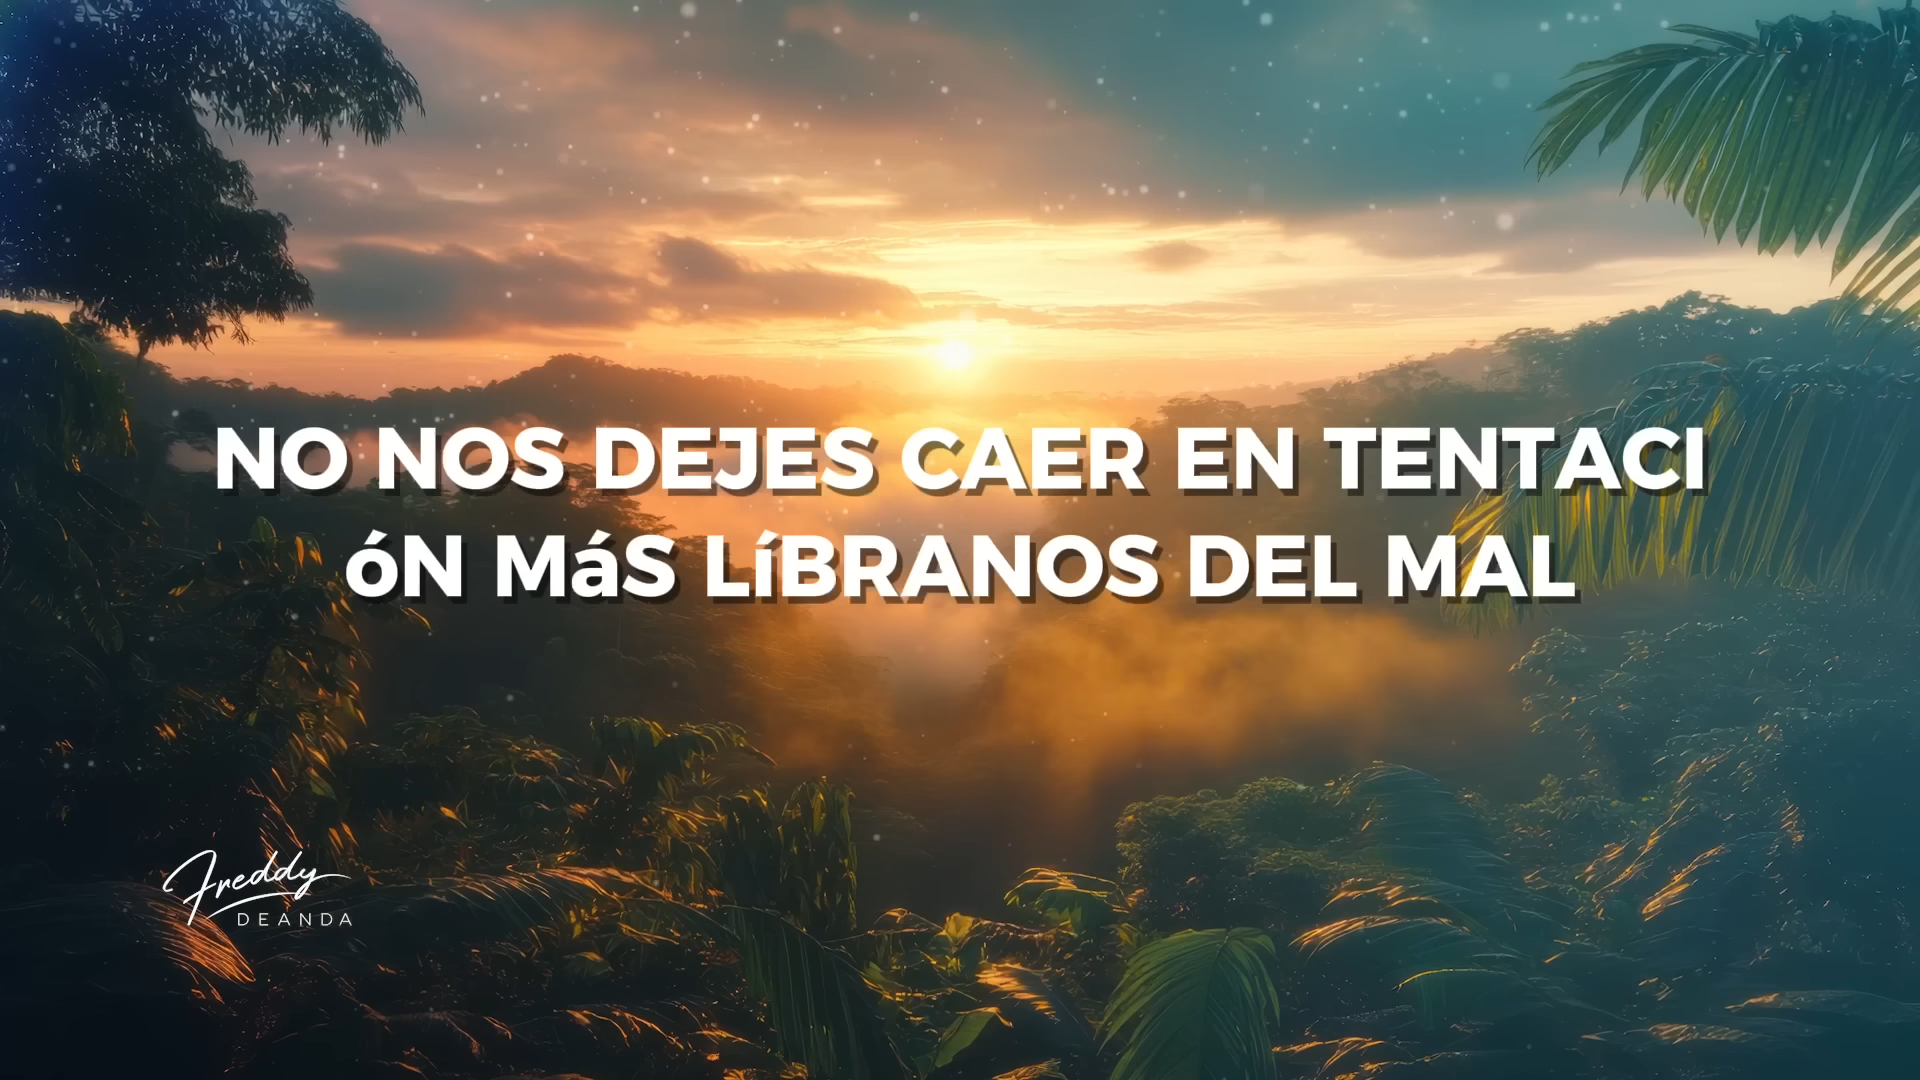 NO NOS DEJES CAER EN TENTACI
óN MáS LíBRANOS DEL MAL
Freddy
DEANDA